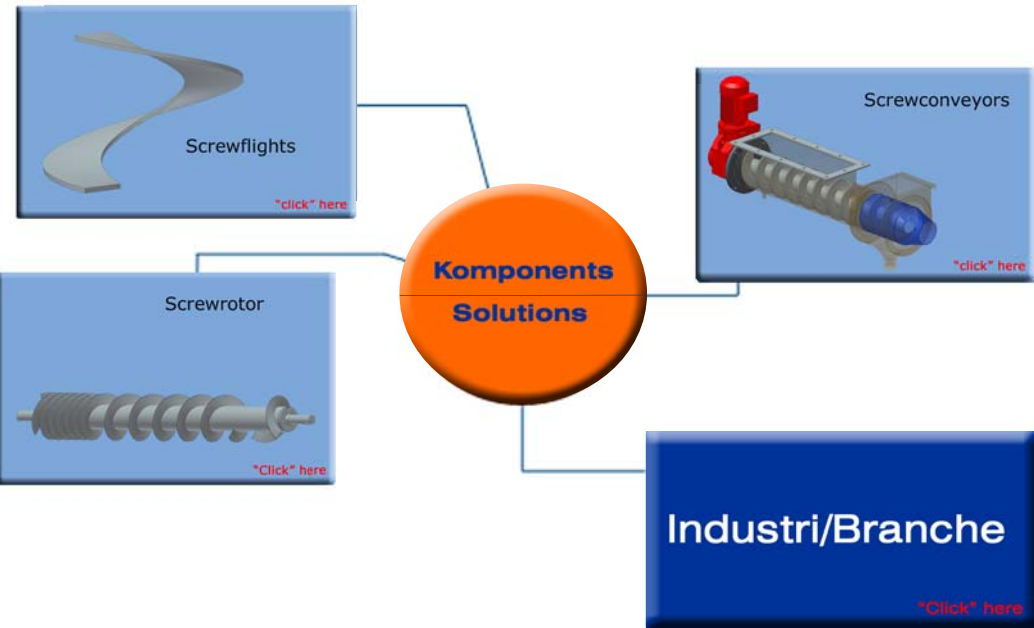 Screwflights
"click" here
Screwconveyors
"click" here
Komponents
Solutions
Screwrotor
"Click" here
Industri/Branche
"Click" here